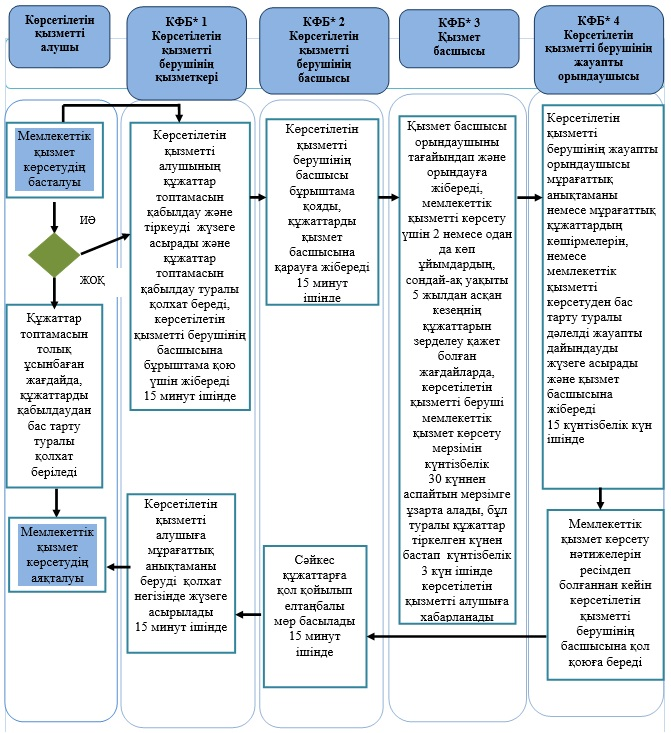 Көрсетілетін
қызметті
алушы
КФБ* 1
Көрсетілетін
қызметті
берушінің
қызметкері
КФБ* 2
Көрсетілетін
қызметті
берушінің
басшысы
КФБ* 3
Қызмет
басшысы
КФБ* 4
Көрсетілетін
қызметті берушінің
жауапты
орындаушысы
Мемлекеттік
қызмет
көрсетудің
басталуы
ИӘ
ЖОҚ
Құжаттар
топтамасын
толық
ұсынбаған
жағдайда,
құжаттарды
қабылдаудан
бас тарту
туралы
қолхат
беріледі
Мемлекеттік
қызмет
көрсетудің
аяқталуы
Көрсетілетін
қызметті
алушының
құжаттар
топтамасын
қабылдау және
тіркеуді жүзеге
асырады және
құжаттар
топтамасын
қабылдау туралы
қолхат береді,
көрсетілетін
қызметті берушінің
басшысына
бұрыштама қою
үшін жібереді
15 минут ішінде
Көрсетілетін
қызметті
алушыға
мұрағаттық
анықтаманы
беруді қолхат
негізінде жүзеге
асырылады
15 минут ішінде
Көрсетілетін
қызметті
берушінің
басшысы
бұрыштама
қояды,
құжаттарды
қызмет
басшысына
қарауға жібереді
15 минут
ішінде
Сәйкес
құжаттарға
қол қойылып
елтаңбалы
мөр басылады
15 минут
ішінде
Қызмет басшысы
орындаушыны
тағайындап және
орындауға
жібереді,
мемлекеттік
қызметті көрсету
үшін 2 немесе одан
да көп
ұйымдардың,
сондай-ақ уақыты
5 жылдан асқан
кезеңнің
құжаттарын
зерделеу қажет
болған
жағдайларда,
көрсетілетін
қызметті беруші
мемлекеттік
қызмет көрсету
мерзімін
күнтізбелік
30 күннен
аспайтын мерзімге
ұзарта алады, бұл
туралы құжаттар
тіркелген күнен
бастап күнтізбелік
3 күн ішінде
көрсетілетін
қызметті алушыға
хабарланады
Көрсетілетін
қызметті
берушінің жауапты
орындаушысы
мұрағаттық
анықтаманы
немесе мұрағаттық
құжаттардың
көшірмелерін,
немесе
мемлекеттік
қызметті
көрсетуден бас
тарту туралы
дәлелді жауапты
дайындауды
жүзеге асырады
және қызмет
басшысына
жібереді
15 күнтізбелік күн
ішінде
Мемлекеттік
қызмет көрсету
нәтижелерін
ресімдеп
болғаннан кейін
көрсетілетін
қызметті
берушінің
басшысына қол
қоюға береді